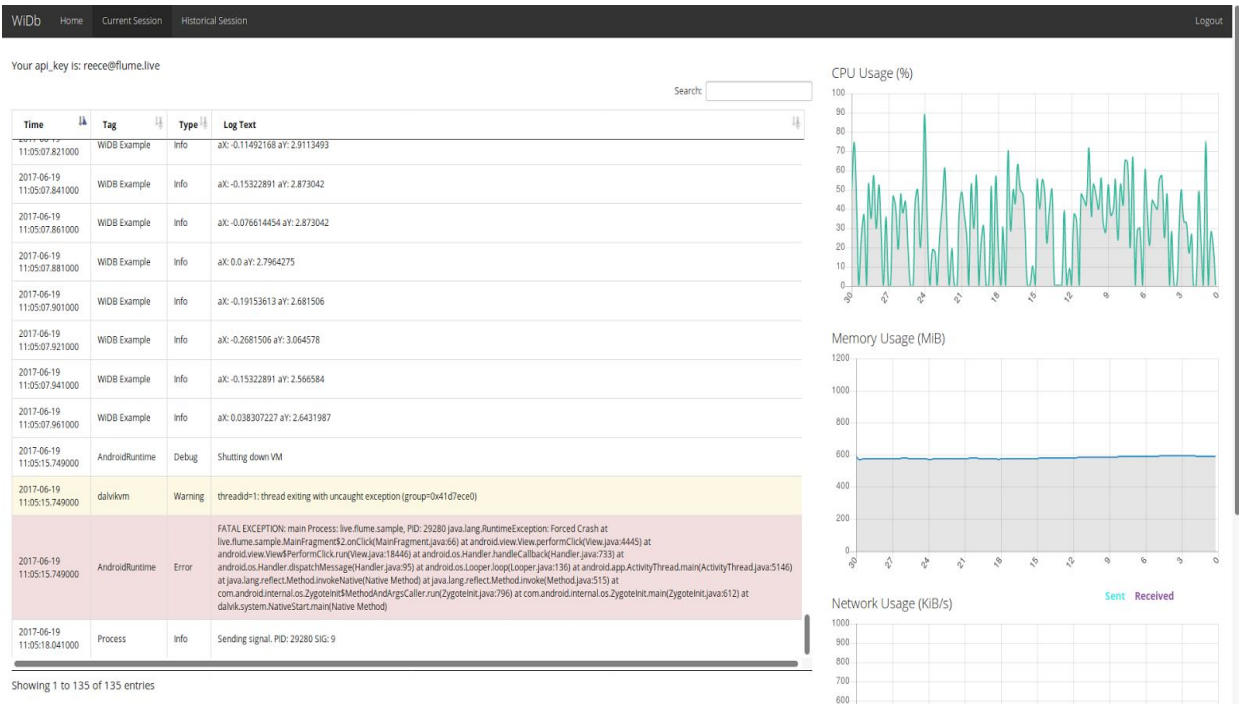 WiDb Home Current Session Historical Session Logout
Your api_key is: reece@flume.live
Search:
Time Tag Type Log Text
2017-06-19
11:05:07.821000 WiDB Example Info aX: -0.11492168 aY: 2.9113493
2017-06-19
11:05:07.841000 WiDB Example Info aX: -0.15322891 aY: 2.873042
2017-06-19
11:05:07.861000 WiDB Example Info aX: -0.076614454 aY: 2.873042
2017-06-19
11:05:07.881000 WiDB Example Info aX: 0.0 aY: 2.7964275
2017-06-19
11:05:07.901000 WiDB Example Info aX: -0.19153613 aY: 2.681506
2017-06-19
11:05:07.921000 WiDB Example Info aX: -0.2681506 aY: 3.064578
2017-06-19
11:05:07.941000 WiDB Example Info aX: -0.15322891 aY: 2.566584
2017-06-19
11:05:07.961000 WiDB Example Info aX: 0.038307227 aY: 2.6431987
2017-06-19
11:05:15.749000 AndroidRuntime Debug Shutting down VM
2017-06-19
11:05:15.749000 dalvikvm Warning threadid=1: thread exiting with uncaught exception (group=0x41d7ece0)
2017-06-19
11:05:15.749000 AndroidRuntime Error
FATAL EXCEPTION: main Process: live.flume.sample, PID: 29280 java.lang.RuntimeException: Forced Crash at
live.flume.sample.MainFragment$2.onClick(MainFragment.java:66) at android.view.View.performClick(View.java:4445) at
android.view.View$PerformClick.run(View.java:18446) at android.os.Handler.handleCallback(Handler.java:733) at
android.os.Handler.dispatchMessage(Handler.java:95) at android.os.Looper.loop(Looper.java:136) at android.app.ActivityThread.main(ActivityThread.java:5146)
at java.lang.reflect.Method.invokeNative(Native Method) at java.lang.reflect.Method.invoke(Method.java:515) at
com.android.internal.os.ZygoteInit$MethodAndArgsCaller.run(ZygoteInit.java:796) at com.android.internal.os.ZygoteInit.main(ZygoteInit.java:612) at
dalvik.system.NativeStart.main(Native Method)
2017-06-19
11:05:18.041000 Process Info Sending signal. PID: 29280 SIG: 9
Showing 1 to 135 of 135 entries
CPU Usage (%)
100
90
80
70
60
50
40
30
20
10
0
30 27 24 21 18 15 12 9 6 3 0
Memory Usage (MiB)
1200
1000
800
600
400
200
0
30 27 24 21 18 15 12 9 6 3 0
Sent Received
Network Usage (KiB/s)
1000
900
800
700
600